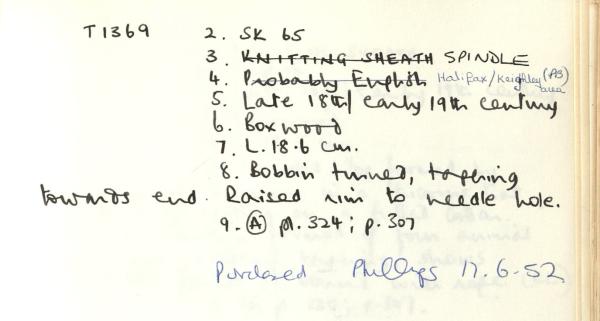 T1369 2. SK 65
3. KNITTING SHEATH SPINDLE
4. Probably English Halifax/Keighley (AB) area
5. Late 18th/early 19th century
6. Boxwood
7. L. 18.6 cm.
8. Bobbin turned, tapering
towards end. Raised rim to needle hole.
9. (A) pl. 324; p. 307
Purchased Phillips 17.6.52